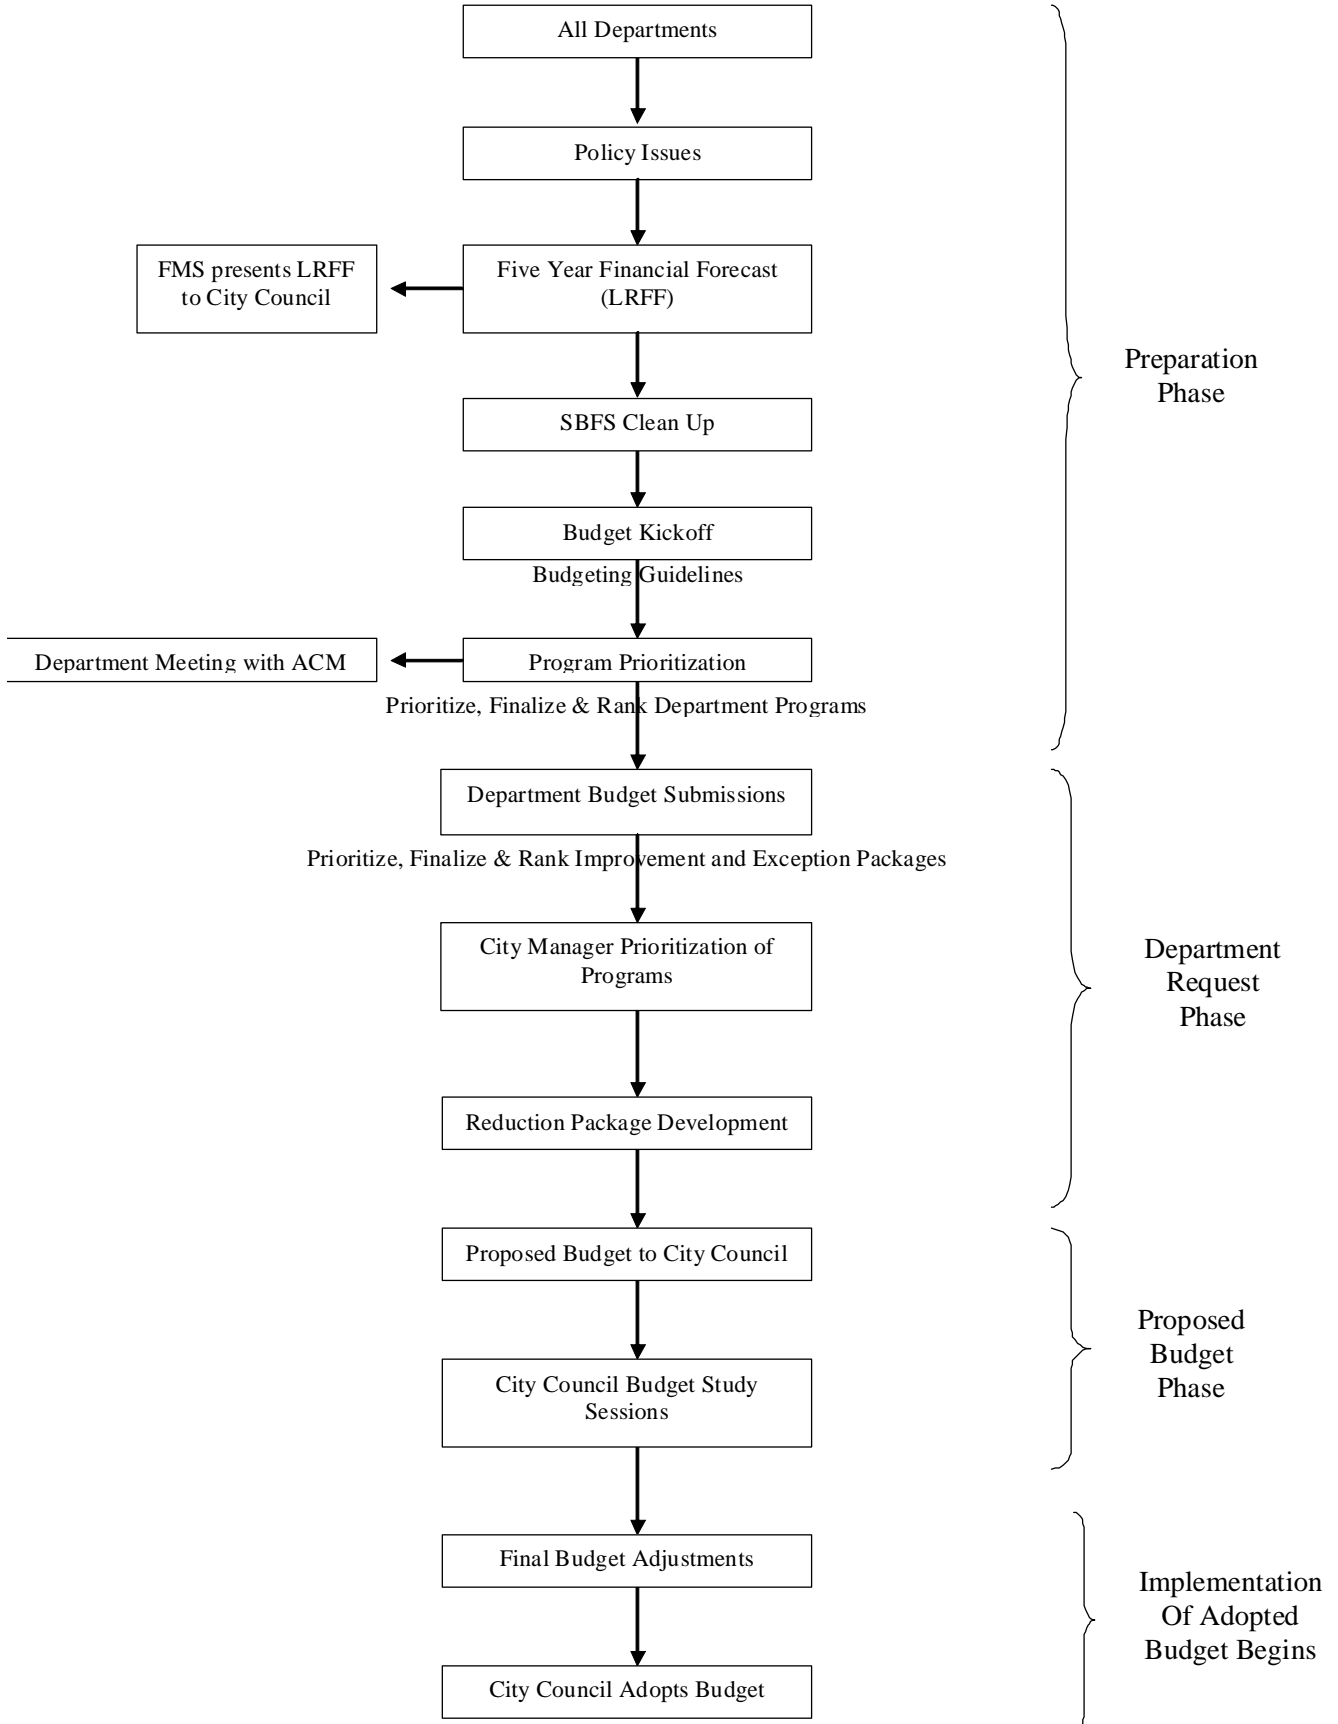 All Departments
Policy Issues
FMS presents LRFF
to City Council
Five Year Financial Forecast
(LRFF)
Preparation
Phase
SBFS Clean Up
Budget Kickoff
Budgeting Guidelines
Department Meeting with ACM
Program Prioritization
Prioritize, Finalize & Rank Department Programs
Department Budget Submissions
Prioritize, Finalize & Rank Improvement and Exception Packages
City Manager Prioritization of
Programs
Department
Request
Phase
Reduction Package Development
Proposed Budget to City Council
Proposed
Budget
Phase
City Council Budget Study
Sessions
Final Budget Adjustments
Implementation
Of Adopted
Budget Begins
City Council Adopts Budget